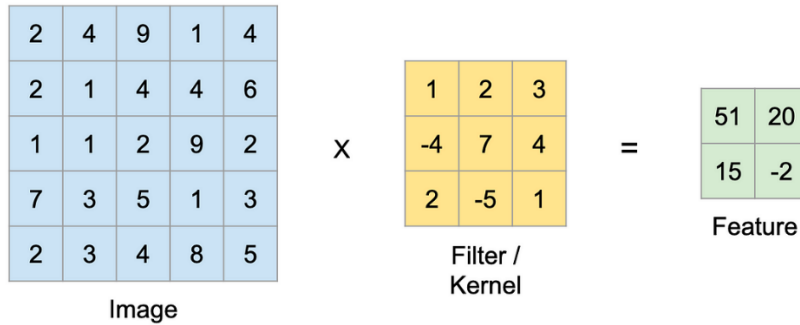 2 4 9 1 4
2 1 4 4 6
1 1 2 9 2
7 3 5 1 3
2 3 4 8 5
Image
X
1 2 3
-4 7 4
2 -5 1
Filter /
Kernel
=
51 20
15 -2
Feature